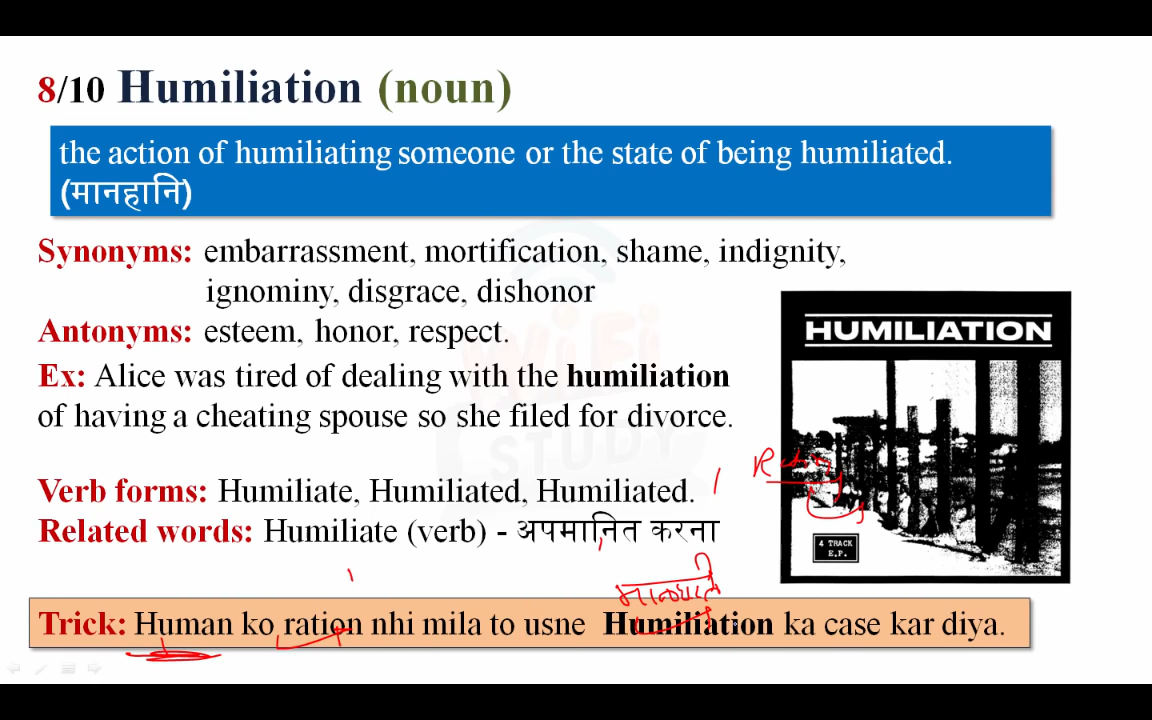 8/10 Humiliation (noun)
the action of humiliating someone or the state of being humiliated.
(मानहानि)
Synonyms: embarrassment, mortification, shame, indignity,
ignominy, disgrace, dishonor
Antonyms: esteem, honor, respect.
Ex: Alice was tired of dealing with the humiliation
of having a cheating spouse so she filed for divorce.
HUMILIATION
Verb forms: Humiliate, Humiliated, Humiliated.
Related words: Humiliate (verb) - अपमानित करना
4 TRACK
E.P.
Trick: Human ko ration nhi mila to usne Humiliation ka case kar diya.
WiFi
STUDY